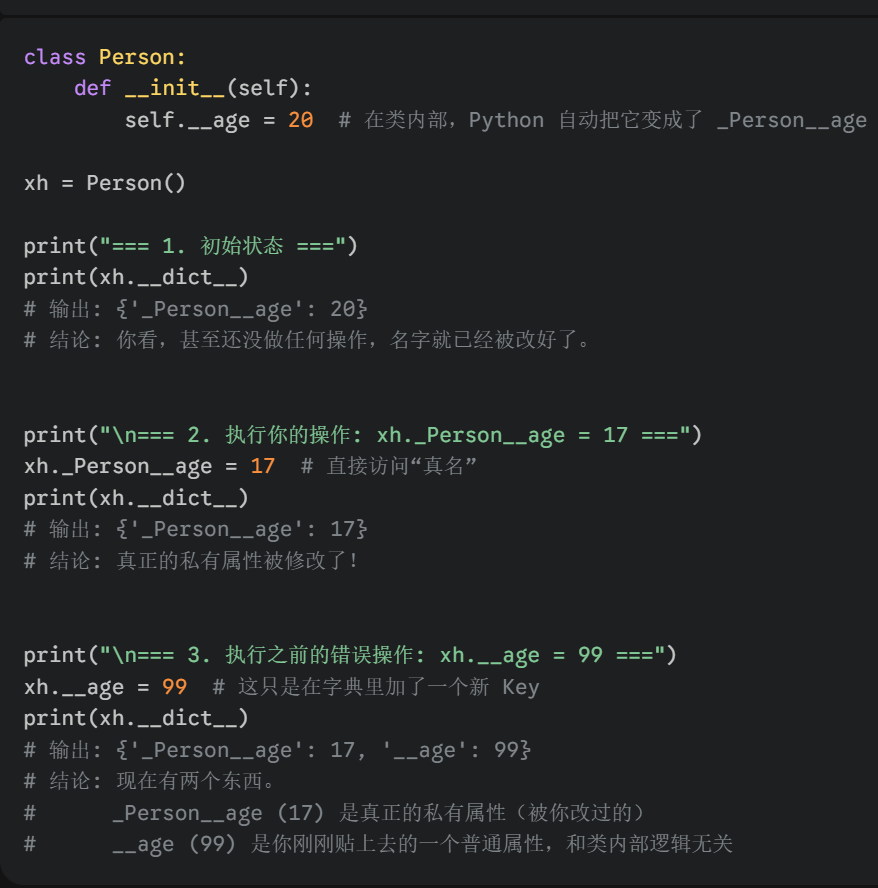 class Person:
    def __init__(self):
        self.__age = 20  # 在类内部，Python 自动把它变成了 _Person__age
xh = Person()
print("=== 1. 初始状态 ===")
print(xh.__dict__)
# 输出: {'_Person__age': 20}
# 结论: 你看，甚至还没做任何操作，名字就已经被改好了。
print("\n=== 2. 执行你的操作: xh._Person__age = 17 ===")
xh._Person__age = 17  # 直接访问“真名”
print(xh.__dict__)
# 输出: {'_Person__age': 17}
# 结论: 真正的私有属性被修改了！
print("\n=== 3. 执行之前的错误操作: xh.__age = 99 ===")
xh.__age = 99  # 这只是在字典里加了一个新 Key
print(xh.__dict__)
# 输出: {'_Person__age': 17, '__age': 99}
# 结论: 现在有两个东西。
#      _Person__age (17) 是真正的私有属性（被你改过的）
#      __age (99) 是你刚刚贴上去的一个普通属性，和类内部逻辑无关